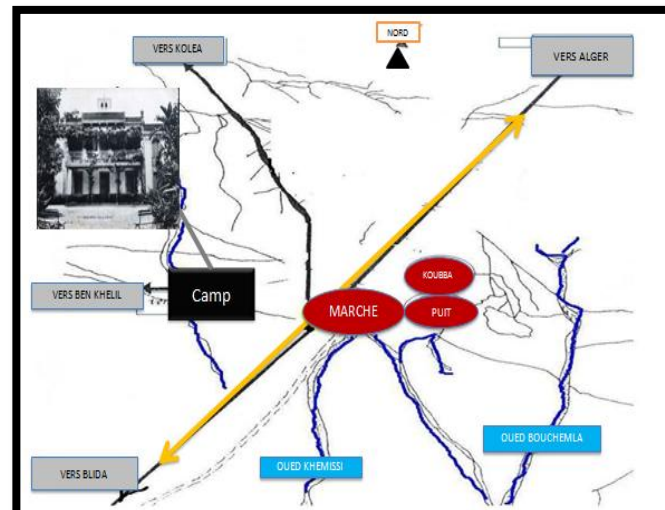 NORD
VERS KOLEA
VERS ALGER
KOUBBA
VERS BEN KHELIL
Camp
MARCHE
PUIT
OUED BOUCHEMLA
VERS BLIDA
OUED KHEMISSI